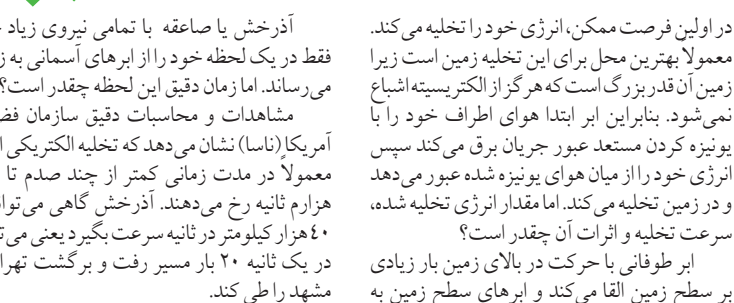 آذرخش یا صاعقه با تمامی نیروی زیاد
فقط در یک لحظه خود را از ابرهای آسمانی به
می‌رساند. اما زمان دقیق این لحظه چقدر است؟
مشاهدات و محاسبات دقیق سازمان
آمریکا (ناسا) نشان می‌دهد که تخلیه الکتریکی
معمولاً در مدت زمانی کمتر از چند صدم تا
هزارم ثانیه رخ می‌دهند. آذرخش گاهی
۴۰ هزار کیلومتر در ثانیه سرعت بگیرد یعنی
در یک ثانیه ۲۰ بار مسیر رفت و برگشت
مشهد را طی کند.
در اولین فرصت ممکن، انرژی خود را تخلیه می‌کند.
معمولاً بهترین محل برای این تخلیه زمین است زیرا
زمین آن قدر بزرگ است که هرگز از الکتریسیته اشباع
نمی‌شود. بنابراین ابر ابتدا هوای اطراف خود را با
یونیزه کردن مستعد عبور جریان برق می‌کند سپس
انرژی خود را از میان هوای یونیزه شده عبور می‌دهد
و در زمین تخلیه می‌کند. اما مقدار انرژی تخلیه شده،
سرعت تخلیه و اثرات آن چقدر است؟
ابر طوفانی با حرکت در بالای زمین بار زیادی
بر سطح زمین القا می‌کند و ابرهای سطح زمین به